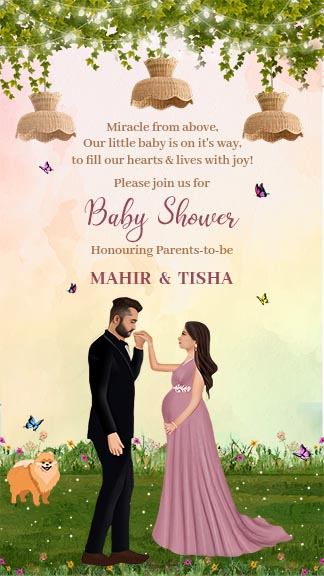 Miracle from above,
Our little baby is on it's way,
to fill our hearts & lives with joy!
Please join us for
Baby Shower
Honouring Parents-to-be
MAHIR & TISHA